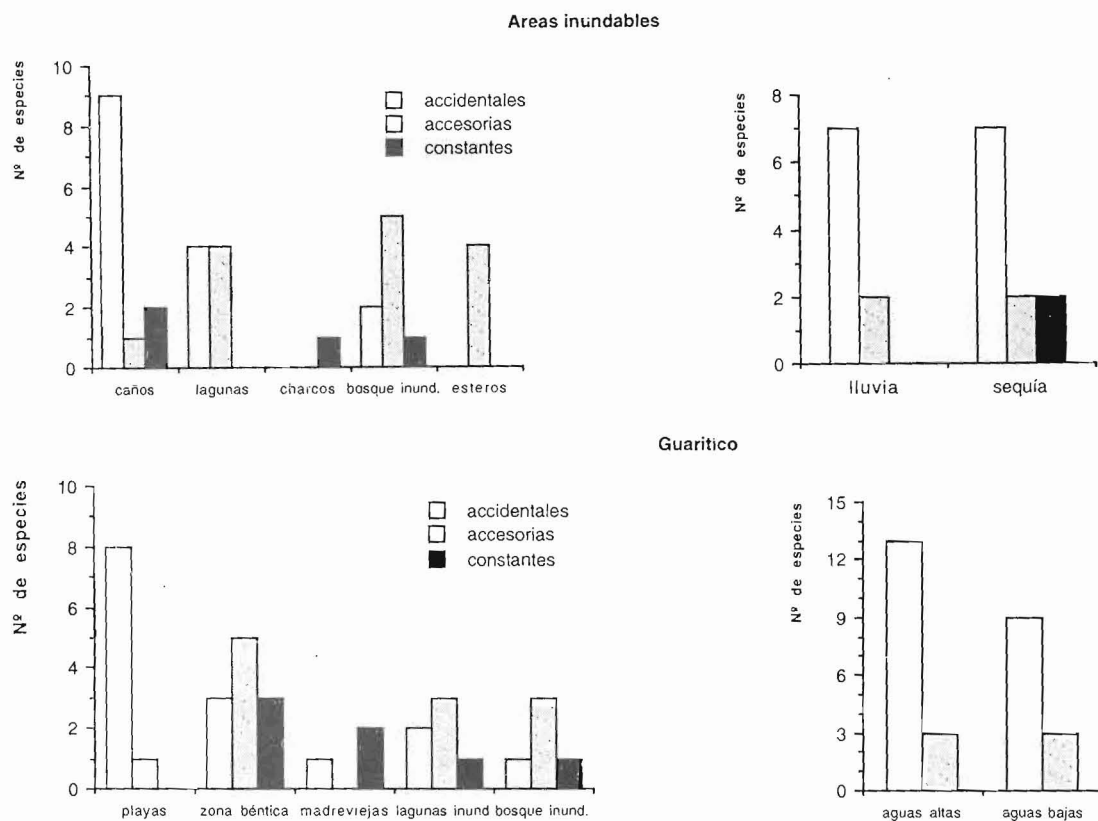 Areas inundables
Nº de especies
10
8
6
4
2
0
accidentales
accesorias
constantes
caños lagunas charcos bosque inund. esteros
Nº de especies
8
6
4
2
0
lluvia sequía
Guaritico
Nº de especies
10
8
6
4
2
0
accidentales
accesorias
constantes
playas zona béntica madreviejas lagunas inund. bosque inund.
Nº de especies
15
12
9
6
3
0
aguas altas aguas bajas